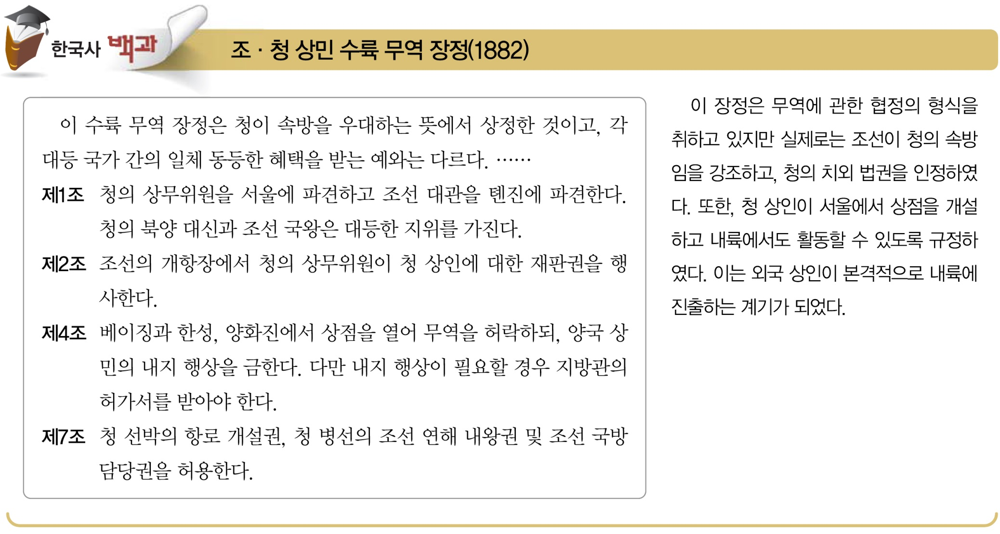 한국사 백과 조·청 상민 수륙 무역 장정(1882)
이 수륙 무역 장정은 청이 속방을 우대하는 뜻에서 상정한 것이고, 각
대등 국가 간의 일체 동등한 혜택을 받는 예와는 다르다. ……
제1조 청의 상무위원을 서울에 파견하고 조선 대관을 톈진에 파견한다.
청의 북양 대신과 조선 국왕은 대등한 지위를 가진다.
제2조 조선의 개항장에서 청의 상무위원이 청 상인에 대한 재판권을 행
사한다.
제4조 베이징과 한성, 양화진에서 상점을 열어 무역을 허락하되, 양국 상
민의 내지 행상을 금한다. 다만 내지 행상이 필요할 경우 지방관의
허가서를 받아야 한다.
제7조 청 선박의 항로 개설권, 청 병선의 조선 연해 내왕권 및 조선 국방
담당권을 허용한다.
이 장정은 무역에 관한 협정의 형식을
취하고 있지만 실제로는 조선이 청의 속방
임을 강조하고, 청의 치외 법권을 인정하였
다. 또한, 청 상인이 서울에서 상점을 개설
하고 내륙에서도 활동할 수 있도록 규정하
였다. 이는 외국 상인이 본격적으로 내륙에
진출하는 계기가 되었다.